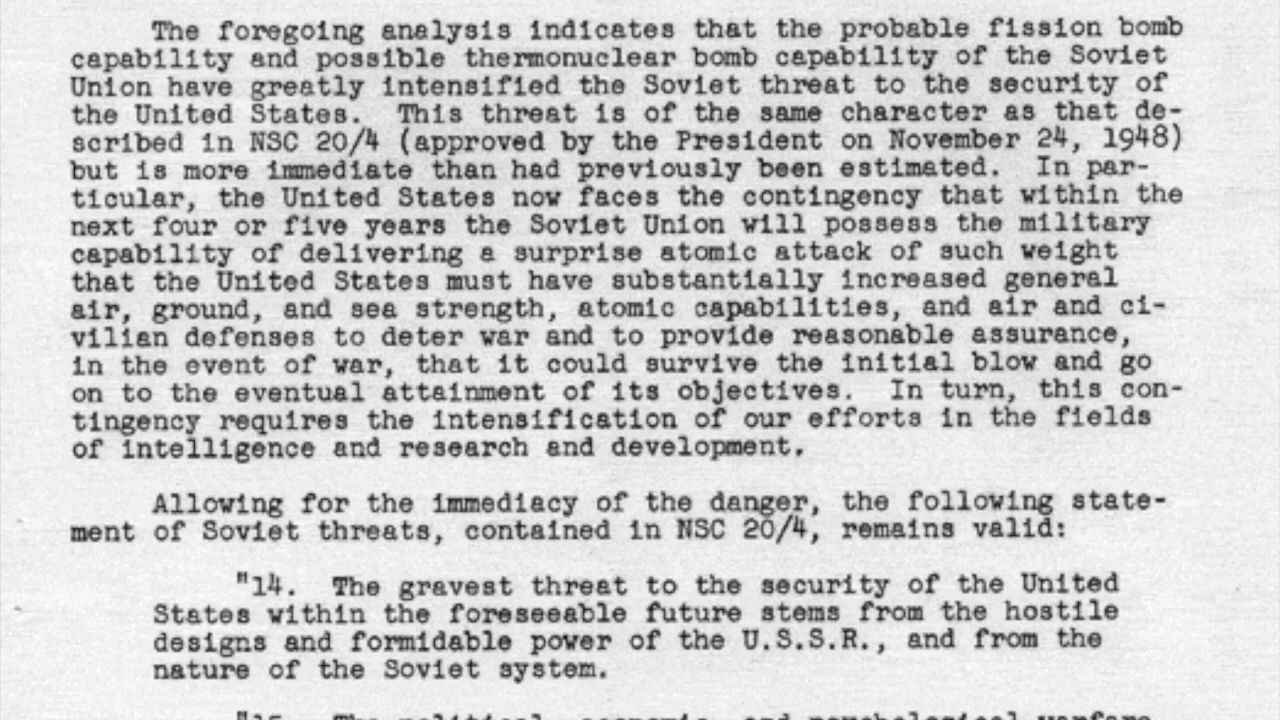 The foregoing analysis indicates that the probable fission bomb
capability and possible thermonuclear bomb capability of the Soviet
Union have greatly intensified the Soviet threat to the security of
the United States. This threat is of the same character as that de-
scribed in NSC 20/4 (approved by the President on November 24, 1948)
but is more immediate than had previously been estimated. In par-
ticular, the United States now faces the contingency that within the
next four or five years the Soviet Union will possess the military
capability of delivering a surprise atomic attack of such weight
that the United States must have substantially increased general
air, ground, and sea strength, atomic capabilities, and air and ci-
vilian defenses to deter war and to provide reasonable assurance,
in the event of war, that it could survive the initial blow and go
on to the eventual attainment of its objectives. In turn, this con-
tingency requires the intensification of our efforts in the fields
of intelligence and research and development.
Allowing for the immediacy of the danger, the following state-
ment of Soviet threats, contained in NSC 20/4, remains valid:
"14. The gravest threat to the security of the United
States within the foreseeable future stems from the hostile
designs and formidable power of the U.S.S.R., and from the
nature of the Soviet system.
"15. The political, economic, and psychological warfare